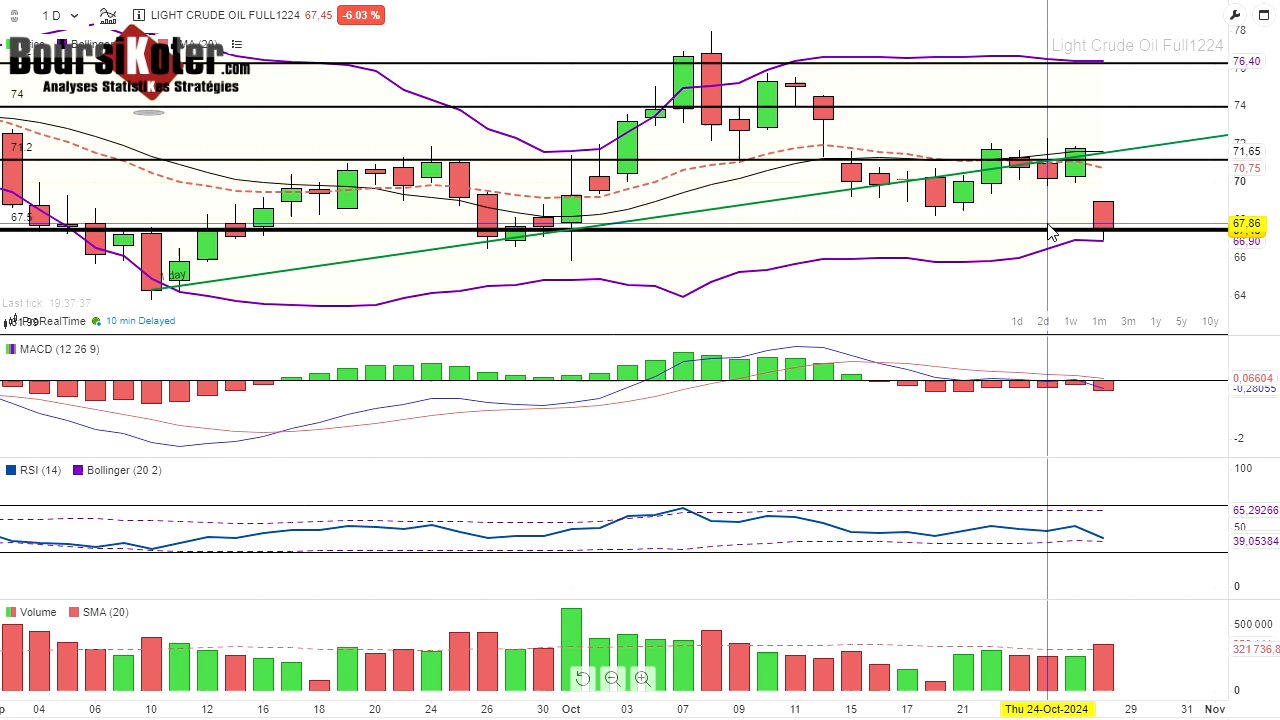 1 D
LIGHT CRUDE OIL FULL1224 67,45 -6.03 %
BoursiKoter.com
Analyses StatistiKes Stratégies
Light Crude Oil Full1224
78
76,40
74
72
71,65
70,75
70
67,86
66,90
66
64
74
71.2
67.5
1 day
Last tick: 19:37:37
ProRealTime
10 min Delayed
1d 2d 1w 1m 3m 1y 5y 10y
MACD (12 26 9)
0,06604
-0,28055
-2
RSI (14) Bollinger (20 2)
100
65,29266
50
39,05384
0
Volume SMA (20)
500 000
321 736,8
0
04 06 10 12 16 18 20 24 26 30 Oct 03 07 09 11 15 17 21 Thu 24-Oct-2024 29 31 Nov